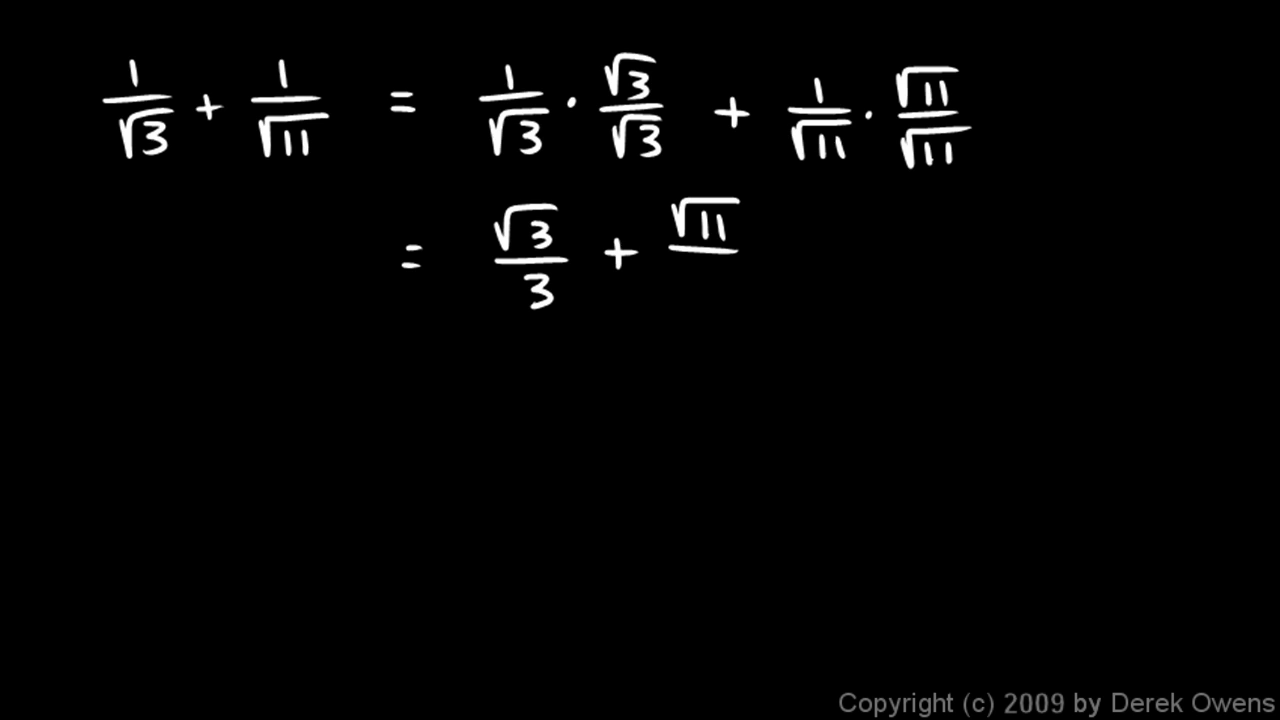 1/√3 + 1/√11 = 1/√3 · √3/√3 + 1/√11 · √11/√11
= √3/3 + √11/
Copyright (c) 2009 by Derek Owens